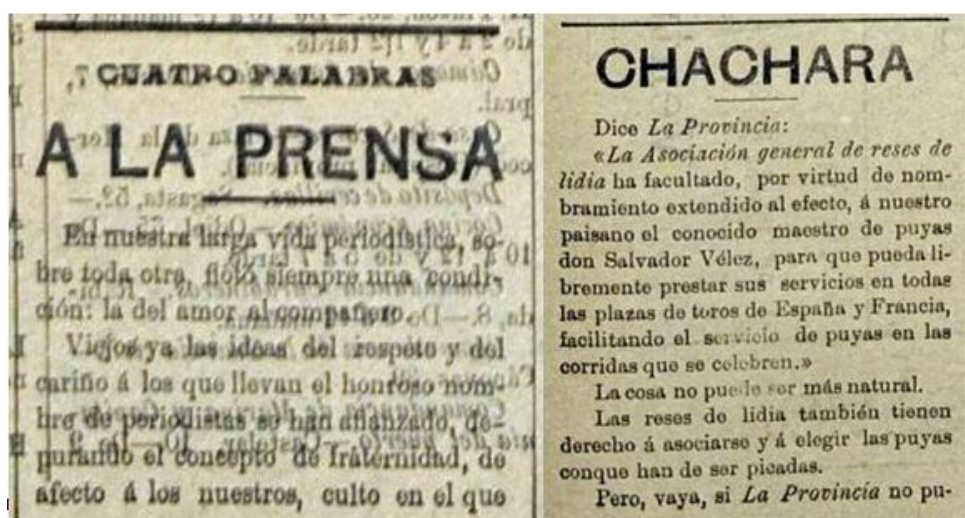 CUATRO PALABRAS
A LA PRENSA
En nuestra larga vida periodística, so-
bre toda otra, flotó siempre una condi-
ción: la del amor al compañero.
Viejos ya las ideas del respeto y del
cariño á los que llevan el honroso nom-
bre de periodistas se han afianzado, de-
purando el concepto de fraternidad, de
afecto á los nuestros, culto en el que
CHACHARA
Dice La Provincia:
«La Asociación general de reses de
lidia ha facultado, por virtud de nom-
bramiento extendido al efecto, á nuestro
paisano el conocido maestro de puyas
don Salvador Vélez, para que pueda li-
bremente prestar sus servicios en todas
las plazas de toros de España y Francia,
facilitando el servicio de puyas en las
corridas que se celebren.»
La cosa no puede ser más natural.
Las reses de lidia también tienen
derecho á asociarse y á elegir las puyas
conque han de ser picadas.
Pero, vaya, si La Provincia no pu-